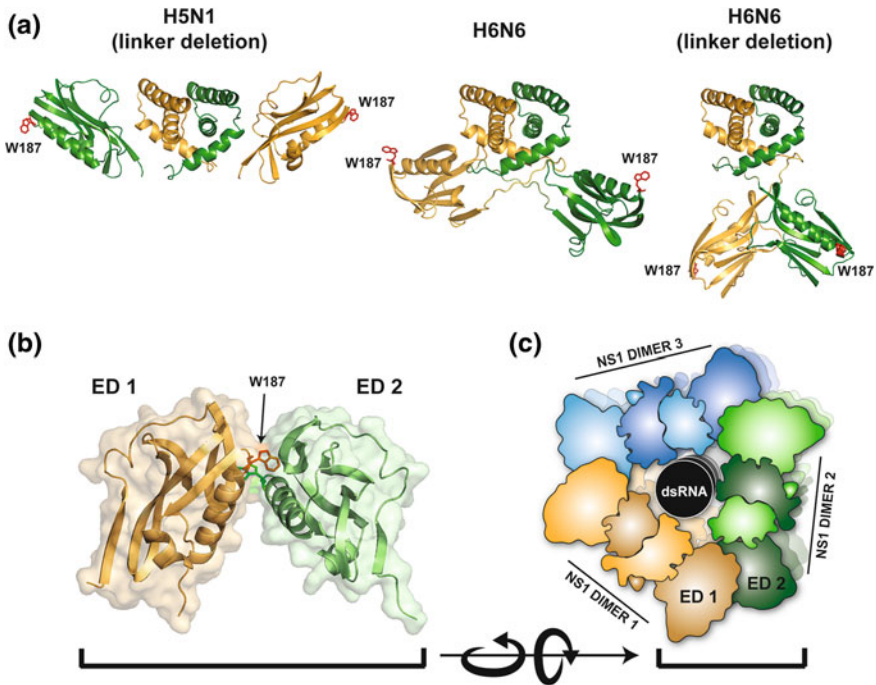 (a)
H5N1
(linker deletion)
H6N6
H6N6
(linker deletion)
W187
W187
W187
W187
W187
W187
(b)
ED 1
W187
ED 2
(c)
NS1 DIMER 3
dsRNA
NS1 DIMER 2
NS1 DIMER 1
ED 1
ED 2